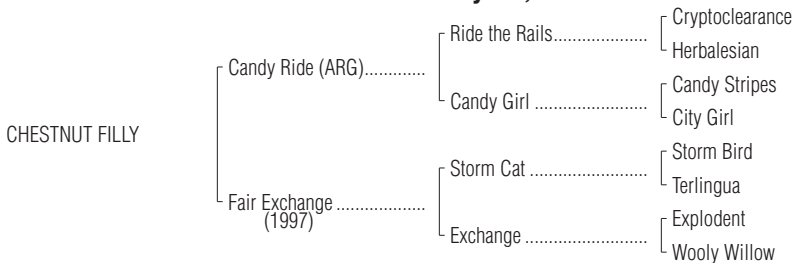 Cryptoclearance
Ride the Rails....................
Herbalesian
Candy Ride (ARG).............
Candy Stripes
Candy Girl ........................
City Girl
CHESTNUT FILLY
Storm Bird
Storm Cat .........................
Terlingua
Fair Exchange ...................
(1997)
Explodent
Exchange ..........................
Wooly Willow